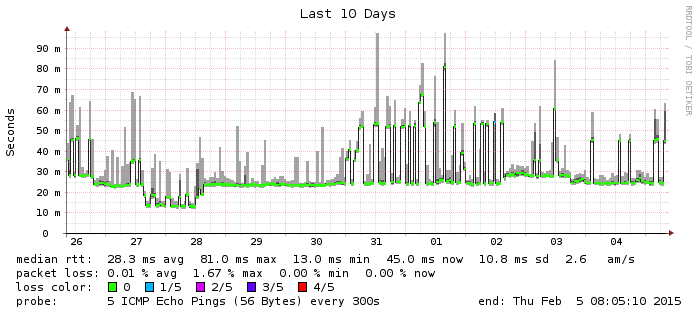 Last 10 Days
RRDTOOL / TOBI OETIKER
Seconds
90 m
80 m
70 m
60 m
50 m
40 m
30 m
20 m
10 m
0
26 27 28 29 30 31 01 02 03 04
median rtt: 28.3 ms avg 81.0 ms max 13.0 ms min 45.0 ms now 10.8 ms sd 2.6 am/s
packet loss: 0.01 % avg 1.67 % max 0.00 % min 0.00 % now
loss color: 0 1/5 2/5 3/5 4/5
probe: 5 ICMP Echo Pings (56 Bytes) every 300s end: Thu Feb 5 08:05:10 2015